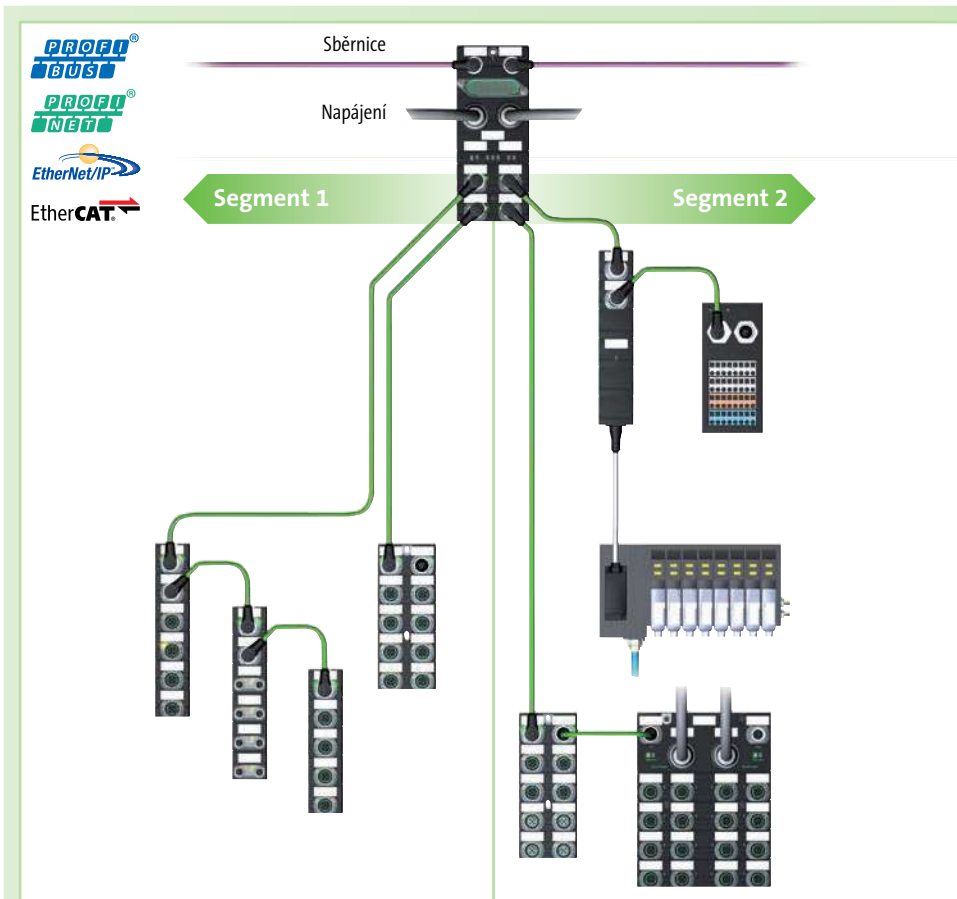 PROFI®
BUS
PROFI®
NET
EtherNet/IP
EtherCAT®
Sběrnice
Napájení
Segment 1
Segment 2